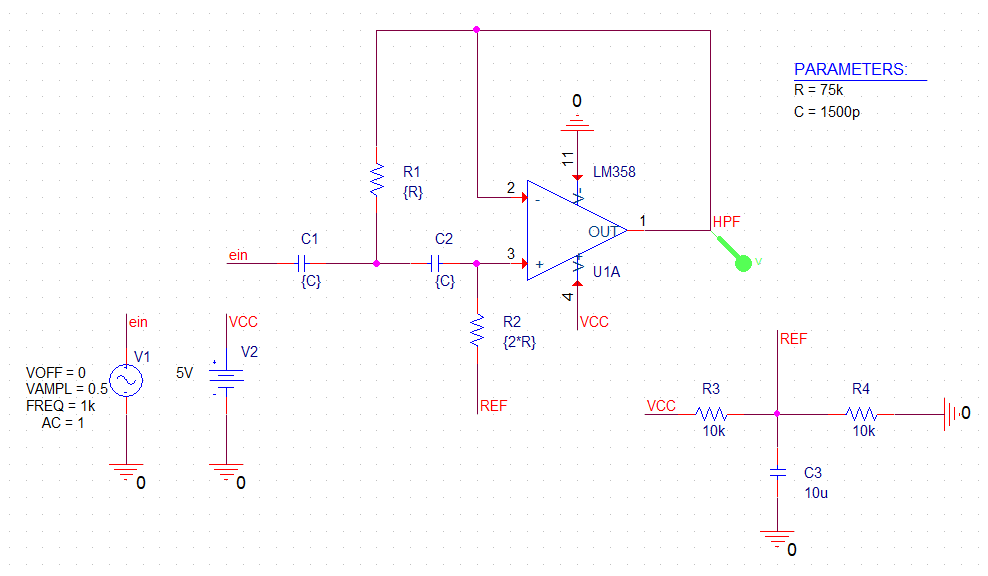 PARAMETERS:
R = 75k
C = 1500p
0
11
LM358
R1
{R}
2
-
V-
OUT
1
HPF
V
C1
C2
ein
3
+
V+
U1A
{C}
{C}
4
VCC
R2
{2*R}
REF
ein
VCC
V1
V2
VOFF = 0
VAMPL = 0.5
FREQ = 1k
AC = 1
5V
+
-
+
-
0
0
REF
R3
R4
VCC
0
10k
10k
C3
10u
0